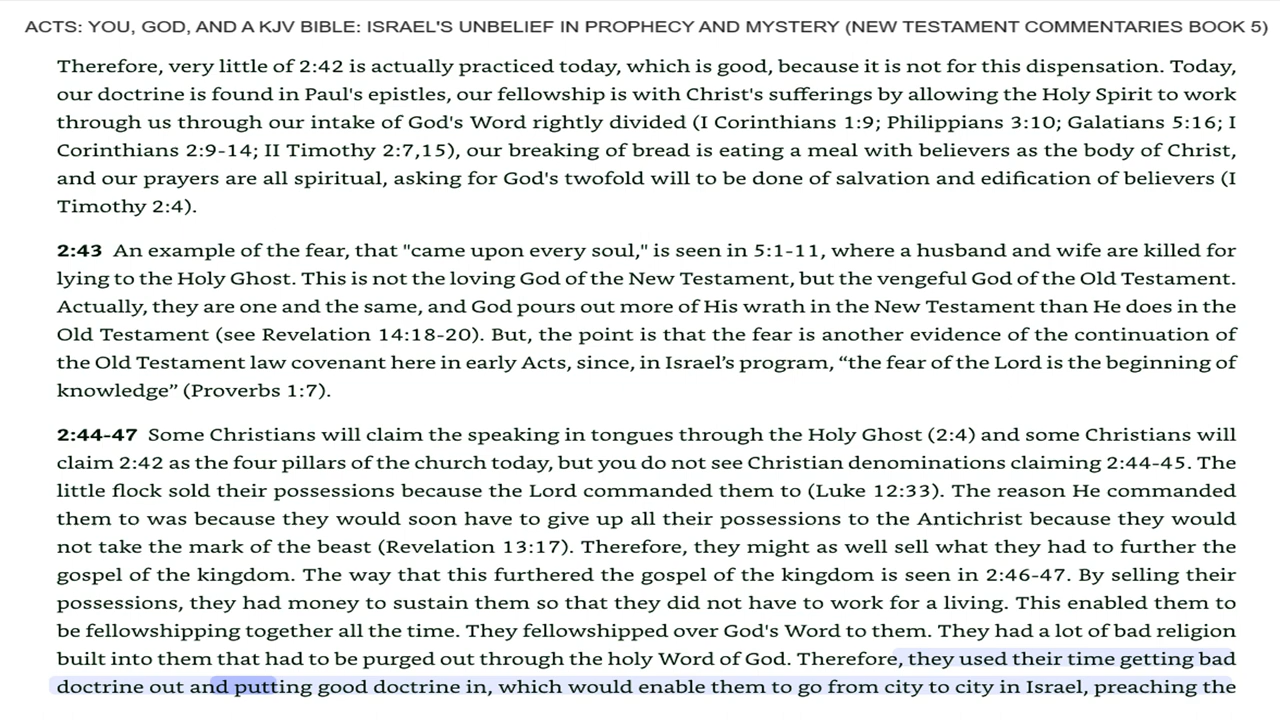 ACTS: YOU, GOD, AND A KJV BIBLE: ISRAEL'S UNBELIEF IN PROPHECY AND MYSTERY (NEW TESTAMENT COMMENTARIES BOOK 5)
Therefore, very little of 2:42 is actually practiced today, which is good, because it is not for this dispensation. Today,
our doctrine is found in Paul's epistles, our fellowship is with Christ's sufferings by allowing the Holy Spirit to work
through us through our intake of God's Word rightly divided (I Corinthians 1:9; Philippians 3:10; Galatians 5:16; I
Corinthians 2:9-14; II Timothy 2:7,15), our breaking of bread is eating a meal with believers as the body of Christ,
and our prayers are all spiritual, asking for God's twofold will to be done of salvation and edification of believers (I
Timothy 2:4).
2:43 An example of the fear, that "came upon every soul," is seen in 5:1-11, where a husband and wife are killed for
lying to the Holy Ghost. This is not the loving God of the New Testament, but the vengeful God of the Old Testament.
Actually, they are one and the same, and God pours out more of His wrath in the New Testament than He does in the
Old Testament (see Revelation 14:18-20). But, the point is that the fear is another evidence of the continuation of
the Old Testament law covenant here in early Acts, since, in Israel’s program, “the fear of the Lord is the beginning of
knowledge” (Proverbs 1:7).
2:44-47 Some Christians will claim the speaking in tongues through the Holy Ghost (2:4) and some Christians will
claim 2:42 as the four pillars of the church today, but you do not see Christian denominations claiming 2:44-45. The
little flock sold their possessions because the Lord commanded them to (Luke 12:33). The reason He commanded
them to was because they would soon have to give up all their possessions to the Antichrist because they would
not take the mark of the beast (Revelation 13:17). Therefore, they might as well sell what they had to further the
gospel of the kingdom. The way that this furthered the gospel of the kingdom is seen in 2:46-47. By selling their
possessions, they had money to sustain them so that they did not have to work for a living. This enabled them to
be fellowshipping together all the time. They fellowshipped over God's Word to them. They had a lot of bad religion
built into them that had to be purged out through the holy Word of God. Therefore, they used their time getting bad
doctrine out and putting good doctrine in, which would enable them to go from city to city in Israel, preaching the